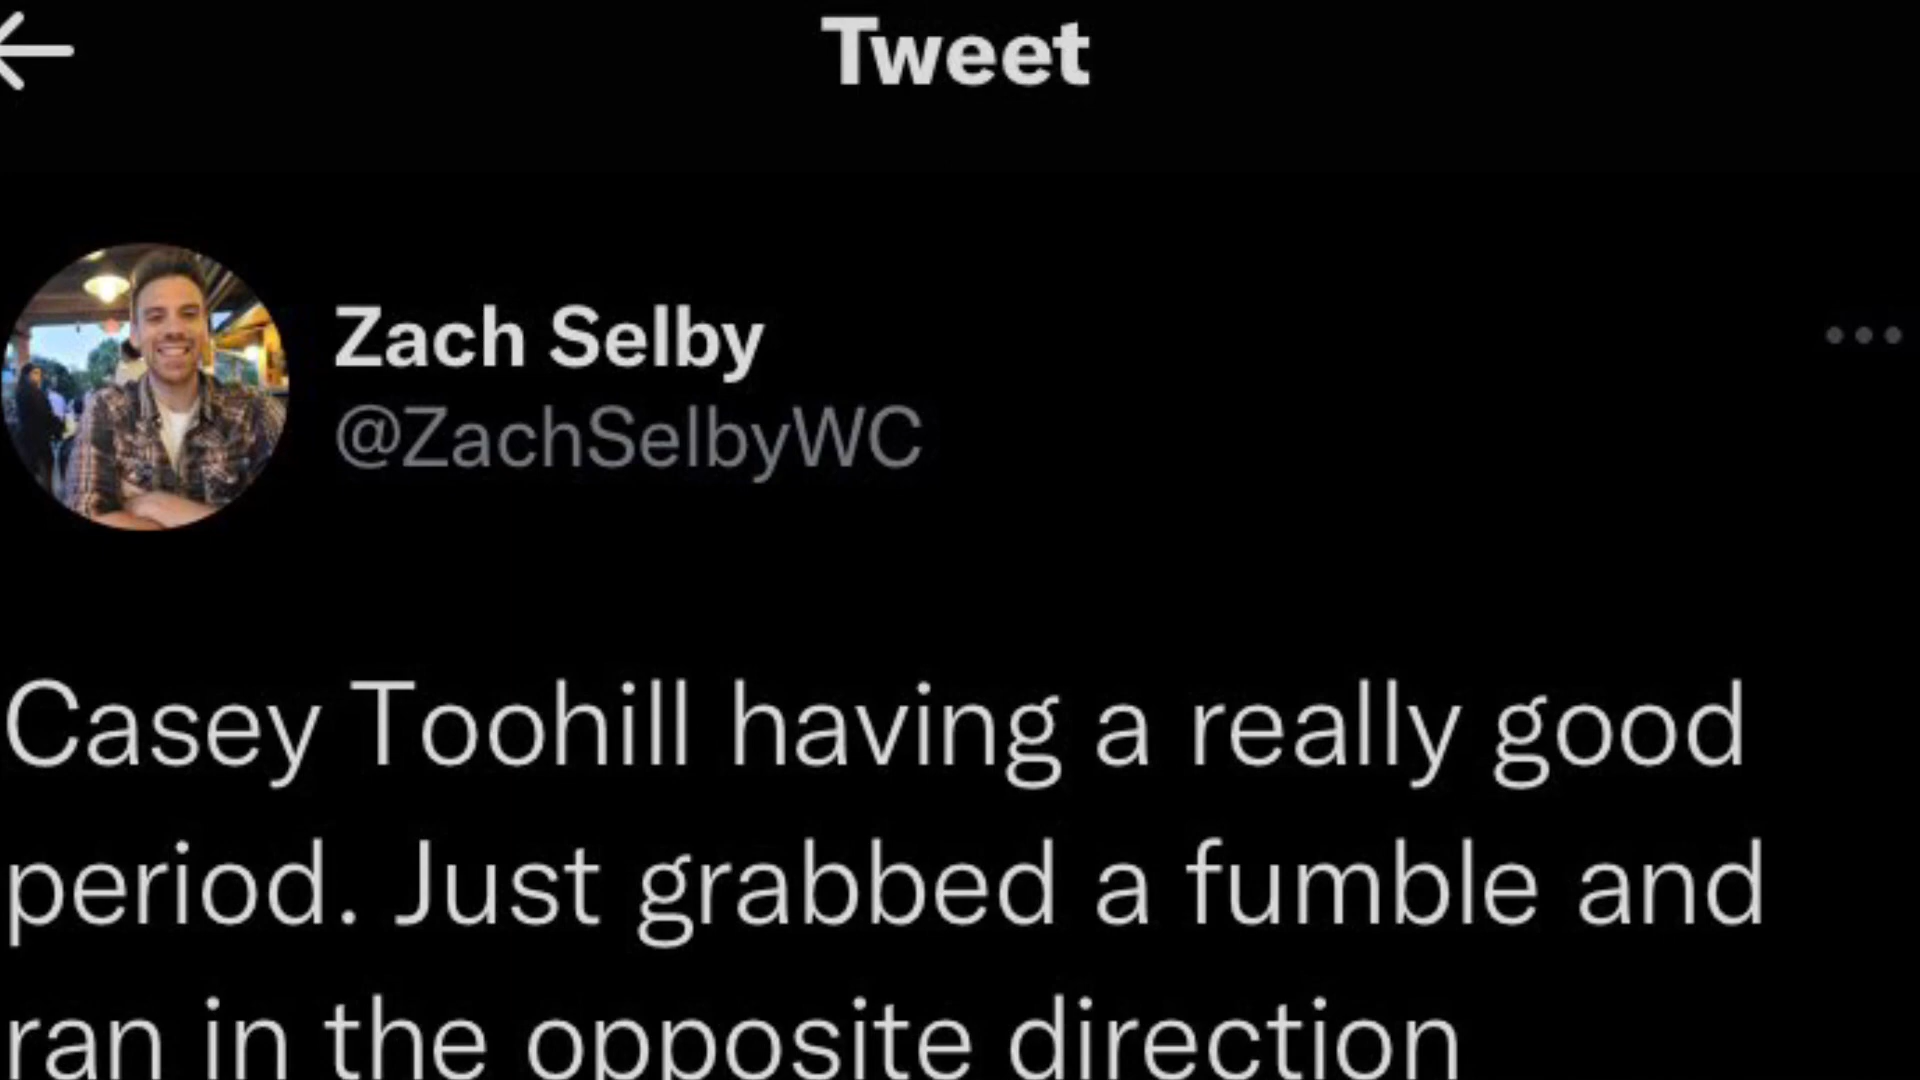 Tweet
Zach Selby
@ZachSelbyWC
Casey Toohill having a really good
period. Just grabbed a fumble and
ran in the opposite direction